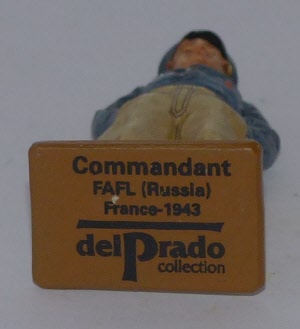 Commandant
FAFL (Russia)
France-1943
delPrado
collection